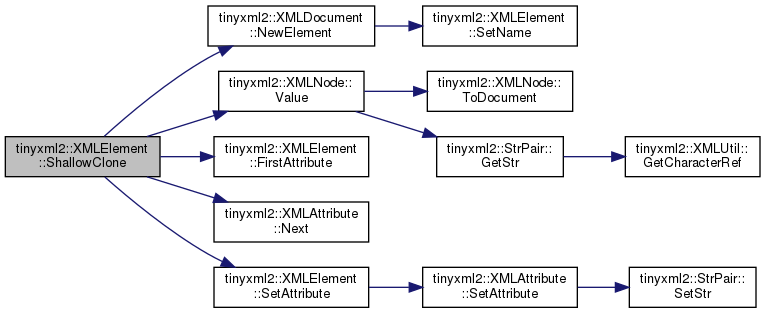 tinyxml2::XMLElement
::ShallowClone
tinyxml2::XMLDocument
::NewElement
tinyxml2::XMLElement
::SetName
tinyxml2::XMLNode::
Value
tinyxml2::XMLNode::
ToDocument
tinyxml2::StrPair::
GetStr
tinyxml2::XMLUtil::
GetCharacterRef
tinyxml2::XMLElement
::FirstAttribute
tinyxml2::XMLAttribute
::Next
tinyxml2::XMLElement
::SetAttribute
tinyxml2::XMLAttribute
::SetAttribute
tinyxml2::StrPair::
SetStr